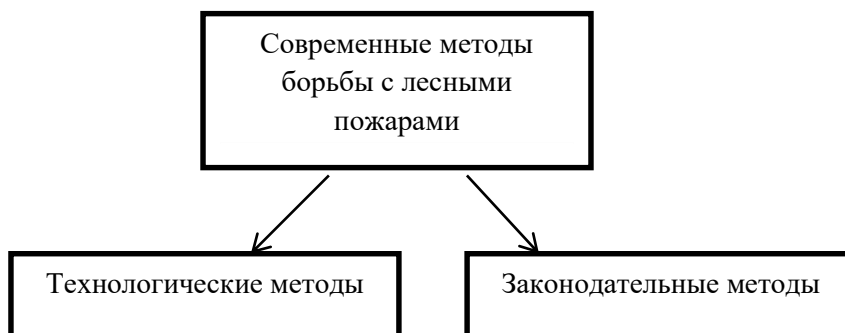 Современные методы
борьбы с лесными
пожарами
Технологические методы
Законодательные методы